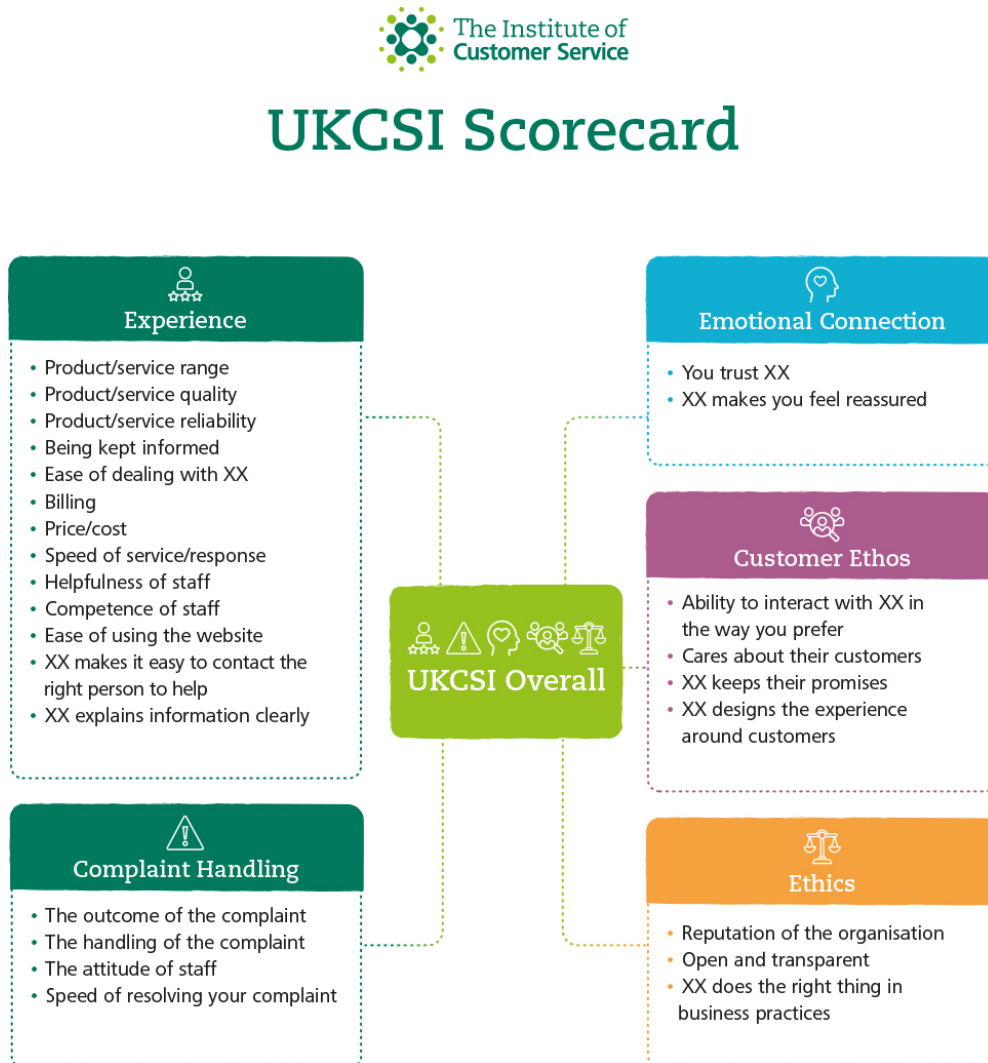 The Institute of
Customer Service
UKCSI Scorecard
Experience
• Product/service range
• Product/service quality
• Product/service reliability
• Being kept informed
• Ease of dealing with XX
• Billing
• Price/cost
• Speed of service/response
• Helpfulness of staff
• Competence of staff
• Ease of using the website
• XX makes it easy to contact the
right person to help
• XX explains information clearly
Complaint Handling
• The outcome of the complaint
• The handling of the complaint
• The attitude of staff
• Speed of resolving your complaint
UKCSI Overall
Emotional Connection
• You trust XX
• XX makes you feel reassured
Customer Ethos
• Ability to interact with XX in
the way you prefer
• Cares about their customers
• XX keeps their promises
• XX designs the experience
around customers
Ethics
• Reputation of the organisation
• Open and transparent
• XX does the right thing in
business practices